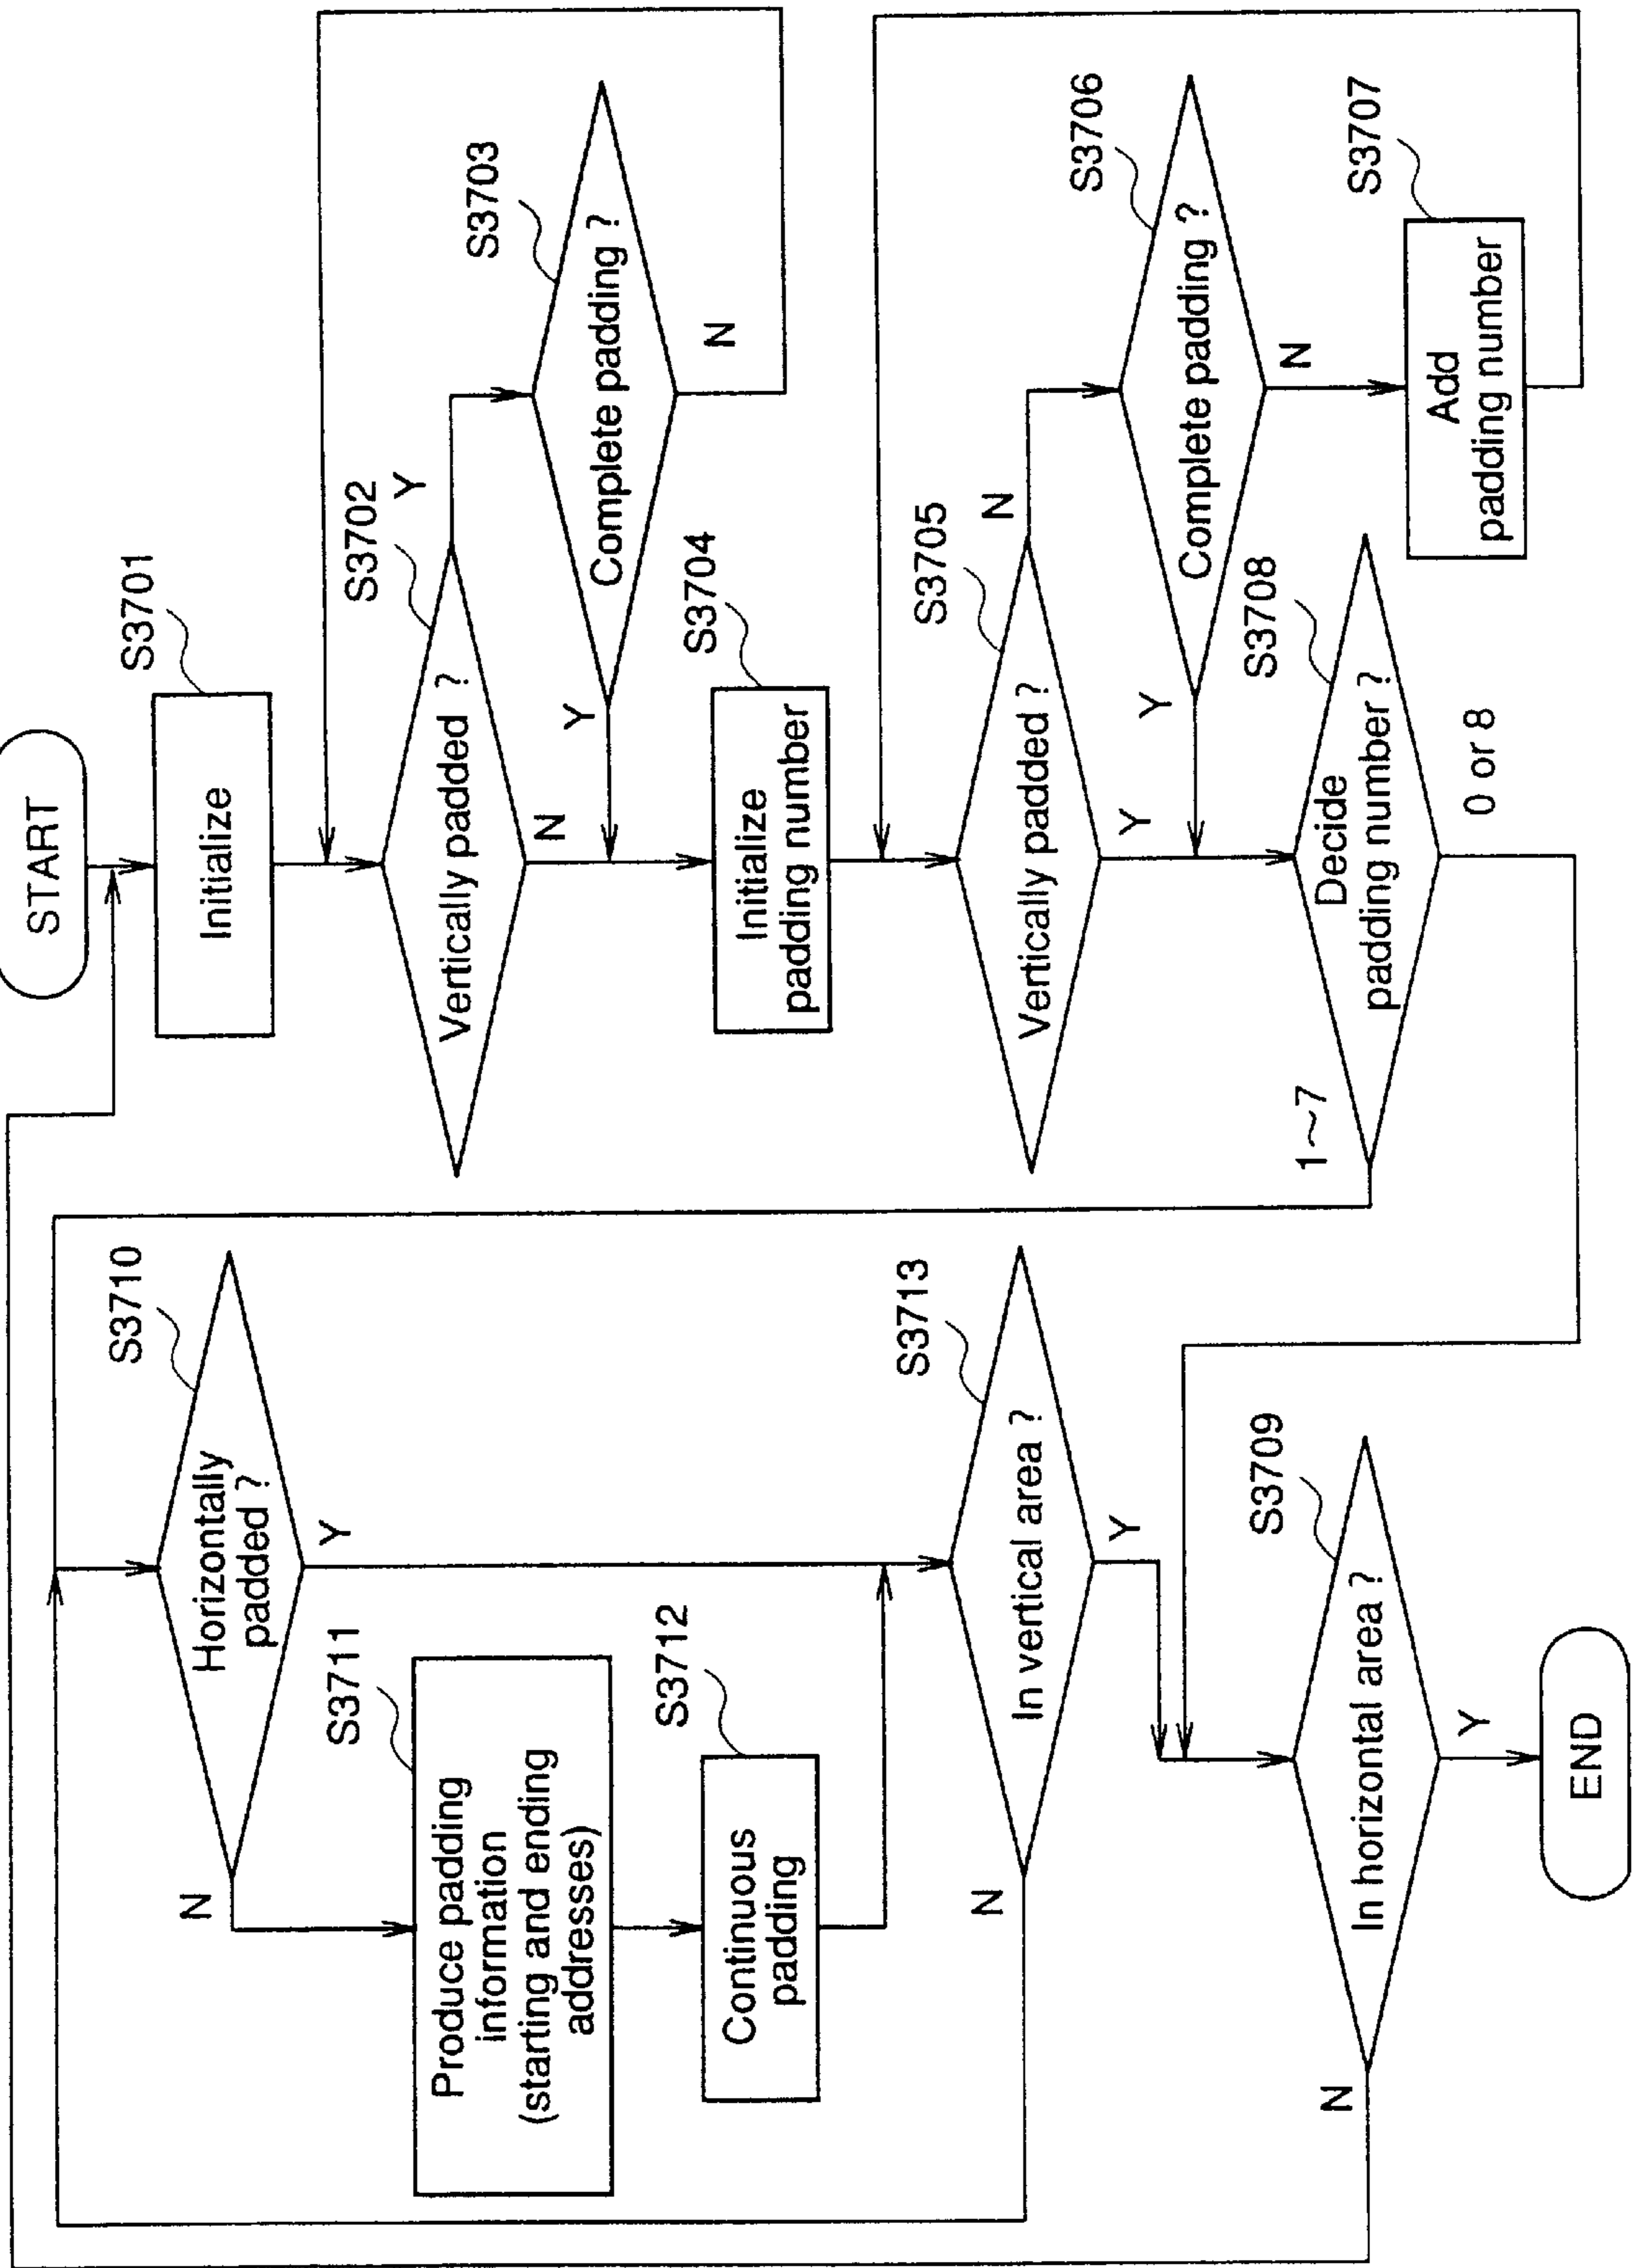 START
S3701
Initialize
S3702
Vertically padded ?
Y
N
S3703
Complete padding ?
Y
N
S3704
Initialize
padding number
S3705
Vertically padded ?
N
Y
S3706
Complete padding ?
Y
N
S3707
Add
padding number
S3708
Decide
padding number ?
1~7
0 or 8
S3710
Horizontally
padded ?
N
Y
S3711
Produce padding
information
(starting and ending
addresses)
S3712
Continuous
padding
S3713
In vertical area ?
N
Y
S3709
In horizontal area ?
N
Y
END